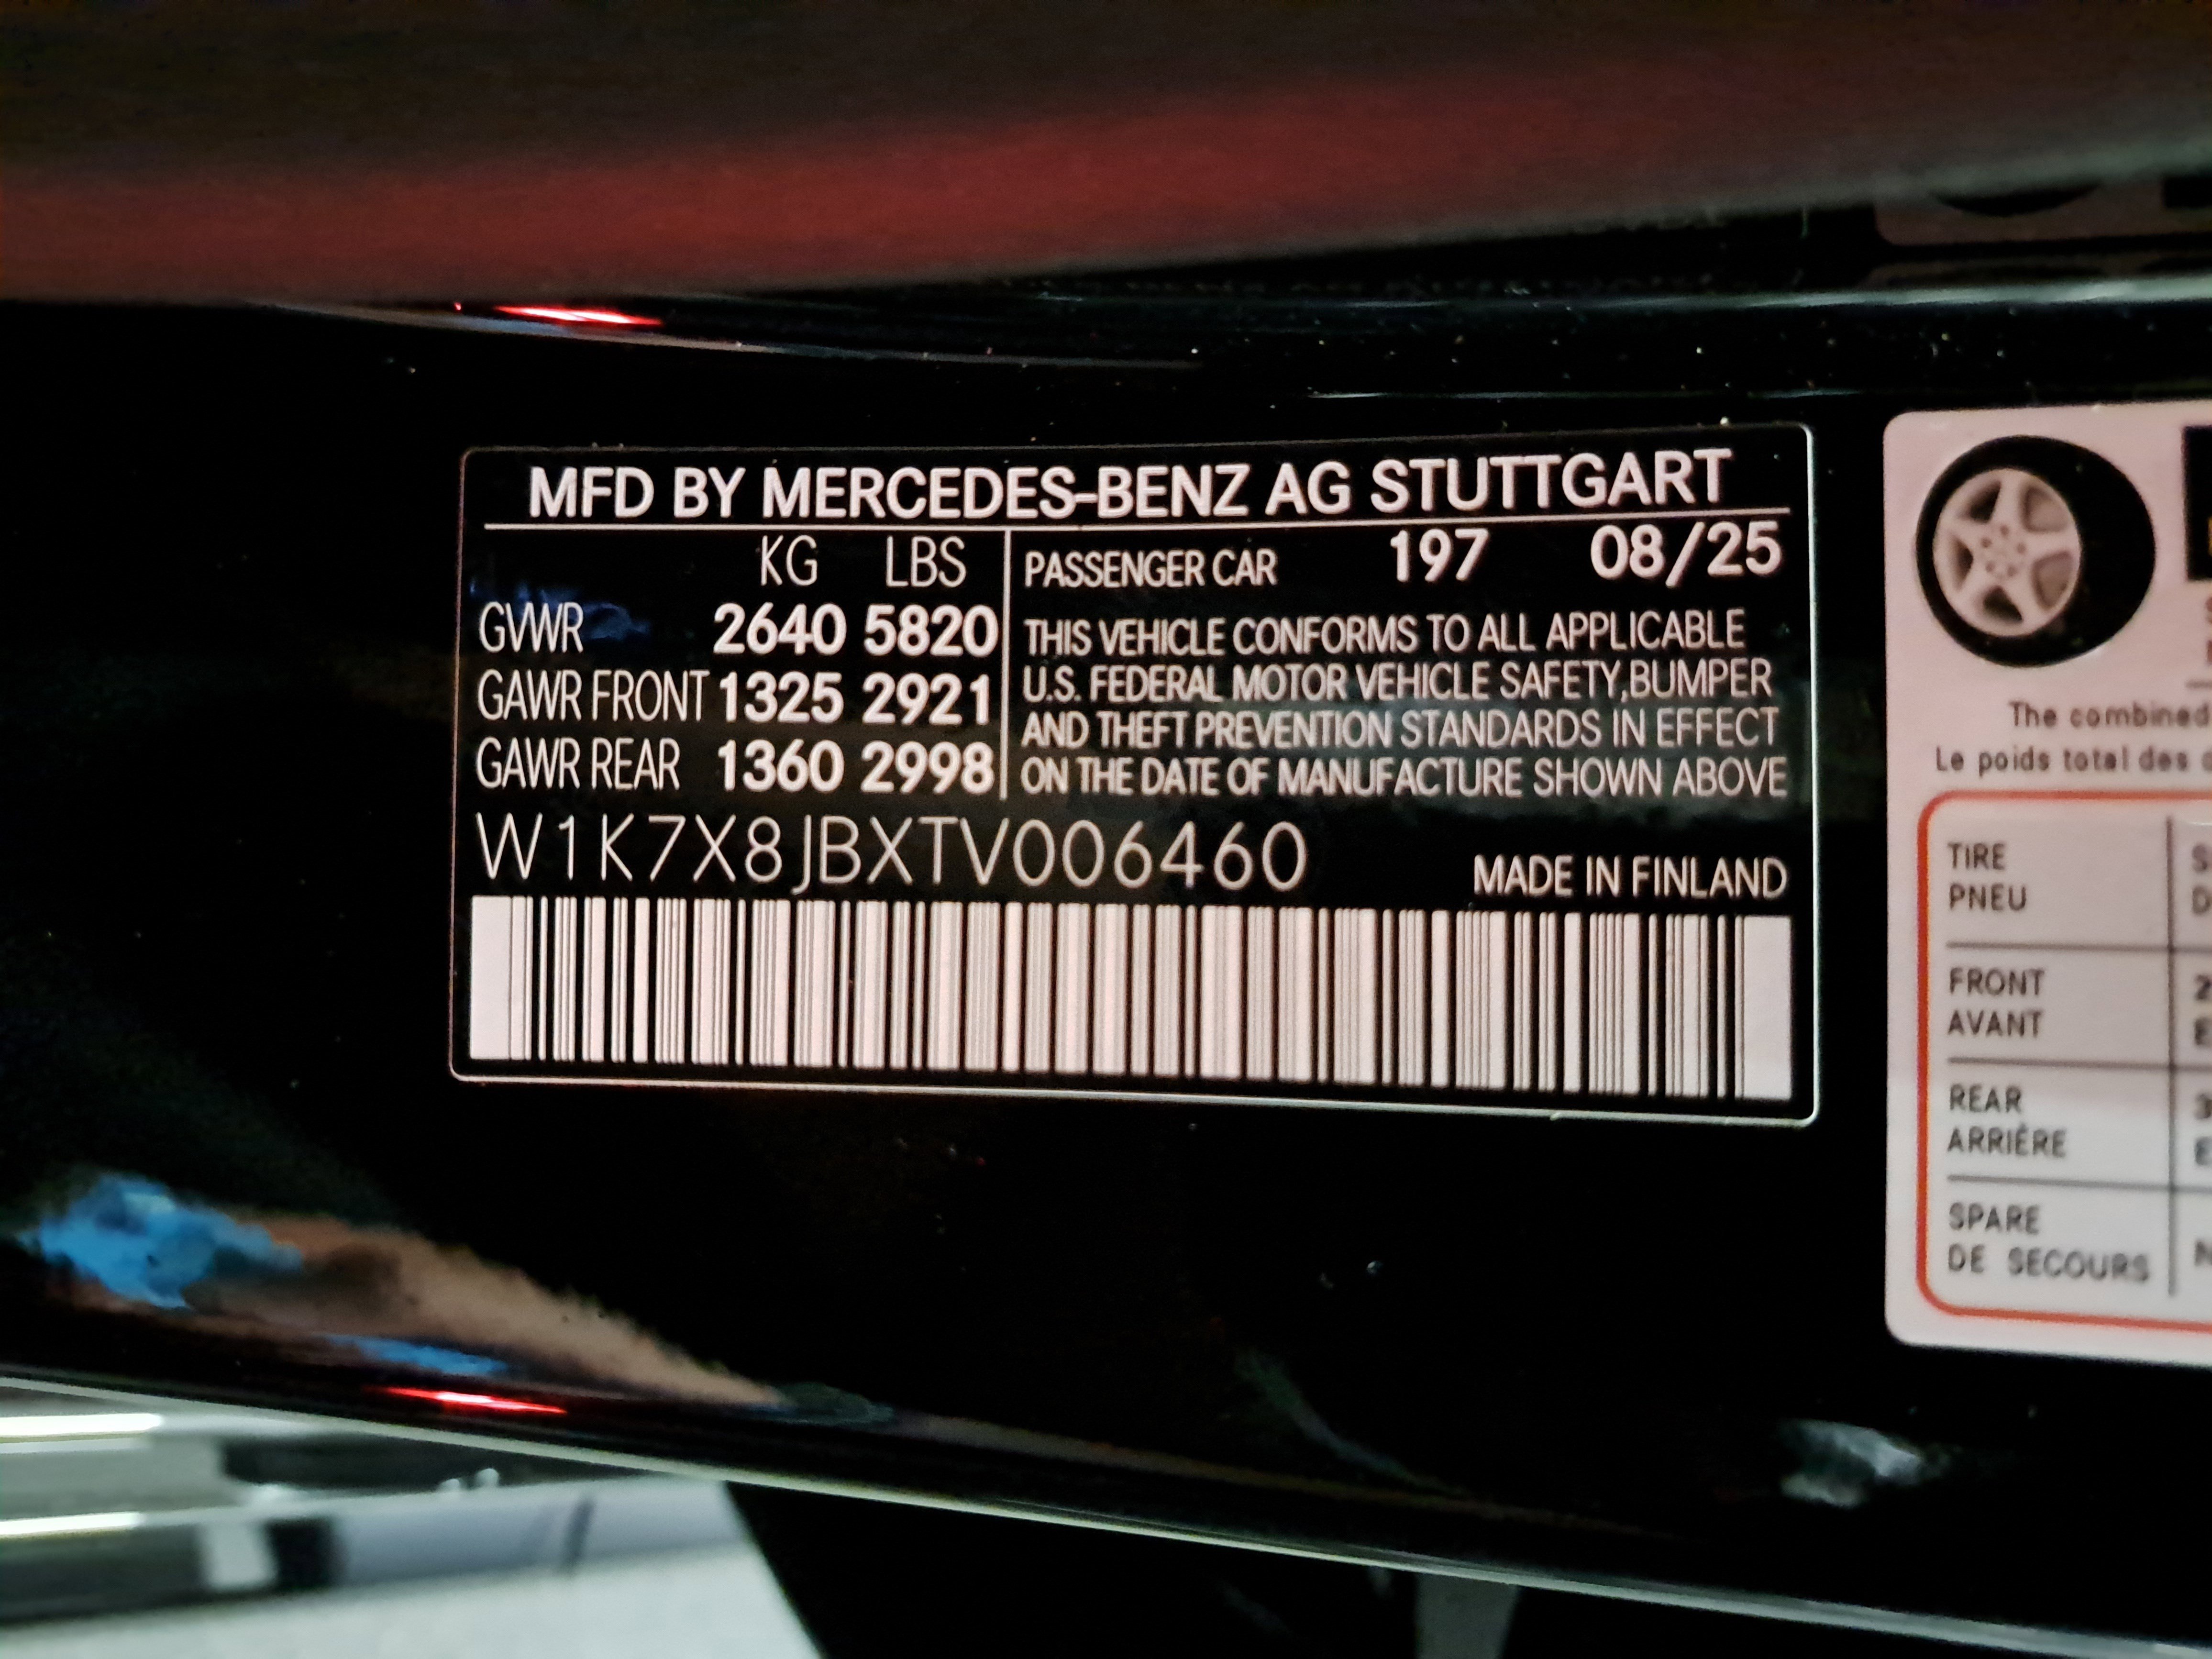 MFD BY MERCEDES-BENZ AG STUTTGART
KG LBS
GVWR 2640 5820
GAWR FRONT 1325 2921
GAWR REAR 1360 2998
PASSENGER CAR 197 08/25
THIS VEHICLE CONFORMS TO ALL APPLICABLE
U.S. FEDERAL MOTOR VEHICLE SAFETY,BUMPER
AND THEFT PREVENTION STANDARDS IN EFFECT
ON THE DATE OF MANUFACTURE SHOWN ABOVE
W1K7X8JBXTV006460
MADE IN FINLAND
The combined
Le poids total des
TIRE
PNEU
FRONT
AVANT
REAR
ARRIÈRE
SPARE
DE SECOURS